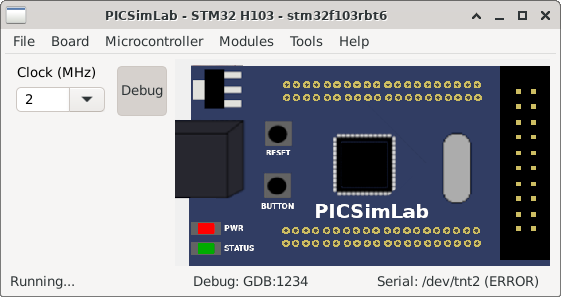 PICSimLab - STM32 H103 - stm32f103rbt6
File Board Microcontroller Modules Tools Help
Clock (MHz)
2
Debug
RESET
BUTTON
PICSimLab
PWR
STATUS
Running... Debug: GDB:1234 Serial: /dev/tnt2 (ERROR)